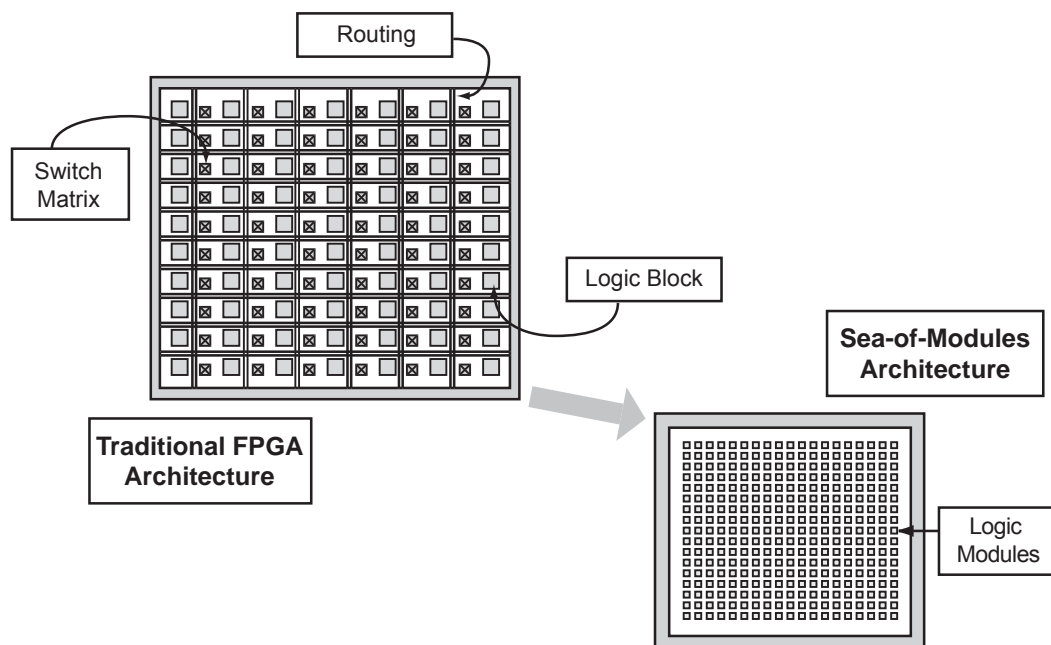 Routing
Switch
Matrix
Logic Block
Sea-of-Modules
Architecture
Traditional FPGA
Architecture
Logic
Modules